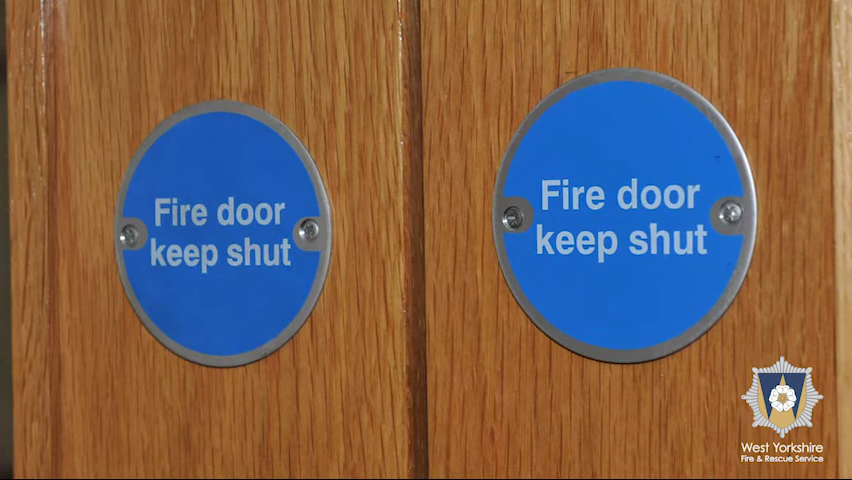 Fire door
keep shut
Fire door
keep shut
West Yorkshire
Fire & Rescue Service